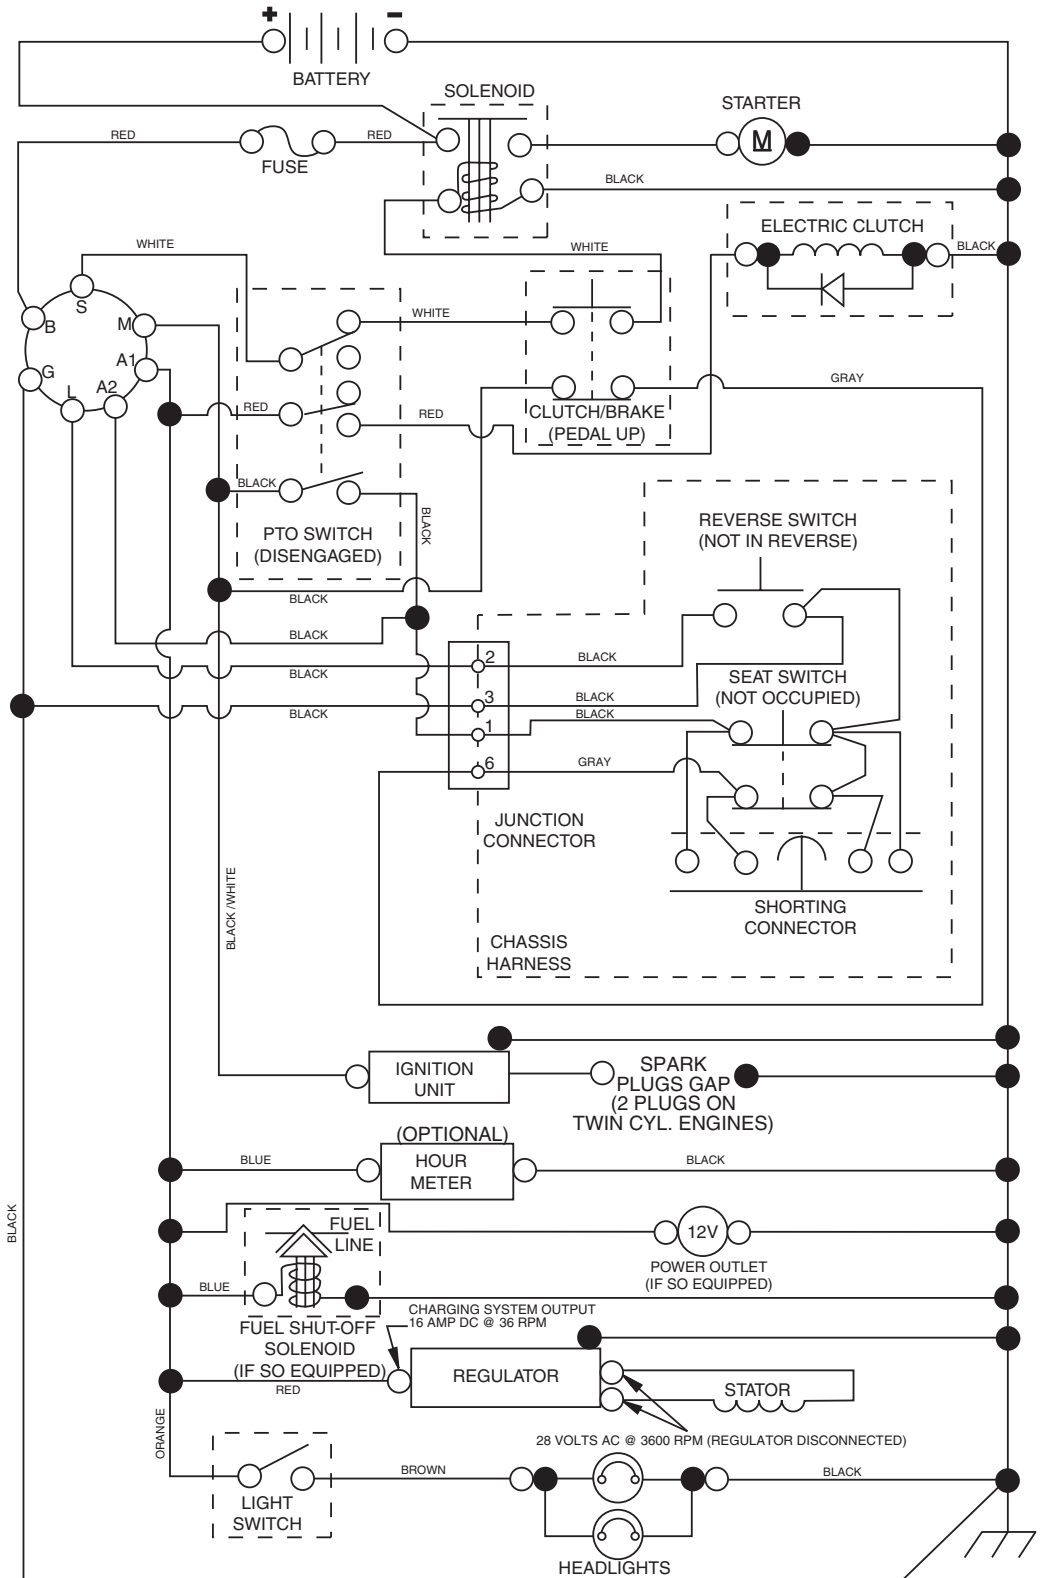 + -
BATTERY
SOLENOID
STARTER
M
RED
RED
FUSE
BLACK
ELECTRIC CLUTCH
BLACK
WHITE
WHITE
S
B
M
WHITE
A1
G
A2
L
GRAY
RED
RED
CLUTCH/BRAKE
(PEDAL UP)
BLACK
BLACK
PTO SWITCH
(DISENGAGED)
REVERSE SWITCH
(NOT IN REVERSE)
BLACK
BLACK
2
BLACK
BLACK
SEAT SWITCH
(NOT OCCUPIED)
3
BLACK
BLACK
1
BLACK
6
GRAY
JUNCTION
CONNECTOR
BLACK /WHITE
SHORTING
CONNECTOR
CHASSIS
HARNESS
IGNITION
UNIT
SPARK
PLUGS GAP
(2 PLUGS ON
TWIN CYL. ENGINES)
(OPTIONAL)
HOUR
METER
BLUE
BLACK
BLACK
FUEL
LINE
12V
POWER OUTLET
(IF SO EQUIPPED)
BLUE
FUEL SHUT-OFF
SOLENOID
(IF SO EQUIPPED)
CHARGING SYSTEM OUTPUT
16 AMP DC @ 36 RPM
REGULATOR
RED
STATOR
28 VOLTS AC @ 3600 RPM (REGULATOR DISCONNECTED)
ORANGE
BROWN
BLACK
LIGHT
SWITCH
HEADLIGHTS